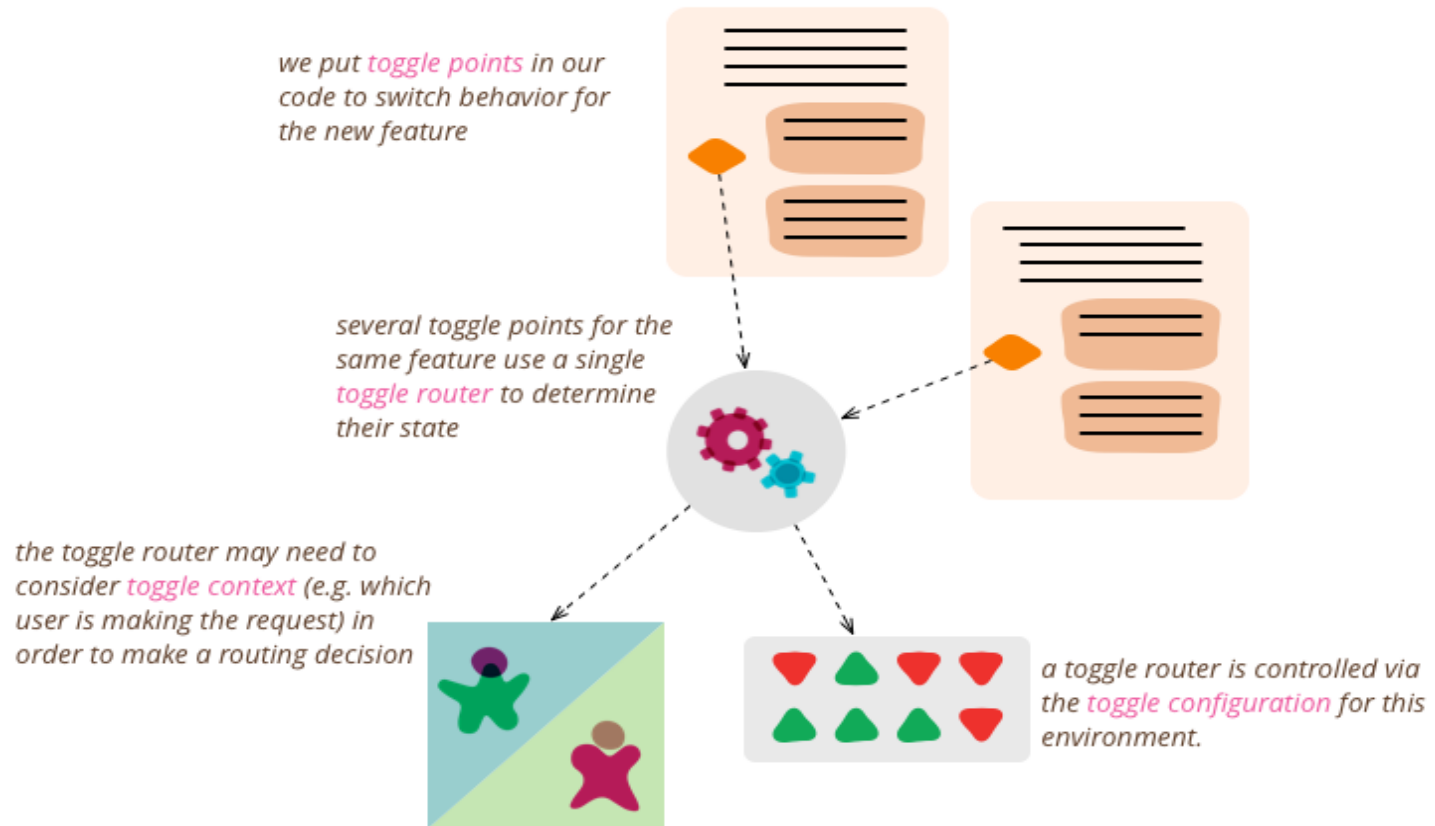 we put toggle points in our
code to switch behavior for
the new feature
several toggle points for the
same feature use a single
toggle router to determine
their state
the toggle router may need to
consider toggle context (e.g. which
user is making the request) in
order to make a routing decision
a toggle router is controlled via
the toggle configuration for this
environment.